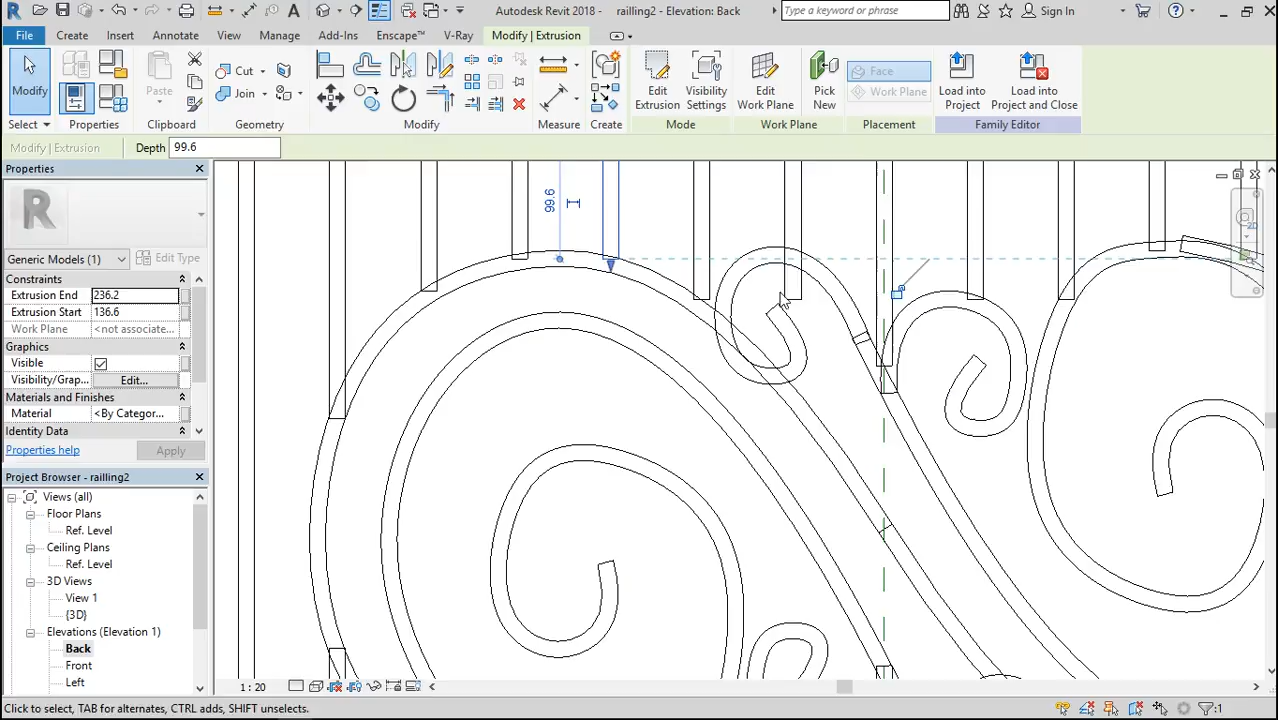 Autodesk Revit 2018 - railling2 - Elevation: Back
Type a keyword or phrase
Sign In
File
Create
Insert
Annotate
View
Manage
Add-Ins
Enscape™
V-Ray
Modify | Extrusion
Modify
Paste
Cut
Join
Edit
Extrusion
Visibility
Settings
Edit
Work Plane
Pick
New
Face
Work Plane
Load into
Project
Load into
Project and Close
Select
Properties
Clipboard
Geometry
Modify
Measure
Create
Mode
Work Plane
Placement
Family Editor
Modify | Extrusion
Depth
99.6
Properties
Generic Models (1)
Edit Type
Constraints
Extrusion End
236.2
Extrusion Start
136.6
Work Plane
<not associate...
Graphics
Visible
Visibility/Grap...
Edit...
Materials and Finishes
Material
<By Categor...
Identity Data
Properties help
Apply
Project Browser - railling2
Views (all)
Floor Plans
Ref. Level
Ceiling Plans
Ref. Level
3D Views
View 1
{3D}
Elevations (Elevation 1)
Back
Front
Left
99.6
2D
1 : 20
Click to select, TAB for alternates, CTRL adds, SHIFT unselects.
:1